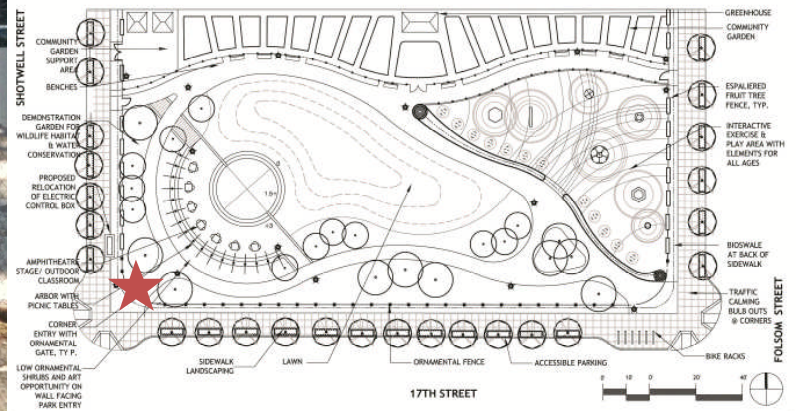 SHOTWELL STREET
COMMUNITY
GARDEN
SUPPORT
AREA
BENCHES
DEMONSTRATION
GARDEN FOR
WILDLIFE HABITAT
& WATER
CONSERVATION
PROPOSED
RELOCATION
OF ELECTRIC
CONTROL BOX
AMPHITHEATRE
STAGE/ OUTDOOR
CLASSROOM
ARBOR WITH
PICNIC TABLES
CORNER
ENTRY WITH
ORNAMENTAL
GATE, TY P.
LOW ORNAMENTAL
SHRUBS AND ART
OPPORTUNITY ON
WALL FACING
PARK ENTRY
SIDEWALK
LANDSCAPING
LAWN
ORNAMENTAL FENCE
ACCESSIBLE PARKING
17TH STREET
GREENHOUSE
COMMUNITY
GARDEN
ESPALIERED
FRUIT TREE
FENCE, TYP.
INTERACTIVE
EXERCISE &
PLAY AREA WITH
ELEMENTS FOR
ALL AGES
BIOSWALE
AT BACK OF
SIDEWALK
TRAFFIC
CALMING
BULB OUTS
@ CORNERS
BIKE RACKS
FOLSOM STREET
0 10 0 20 40